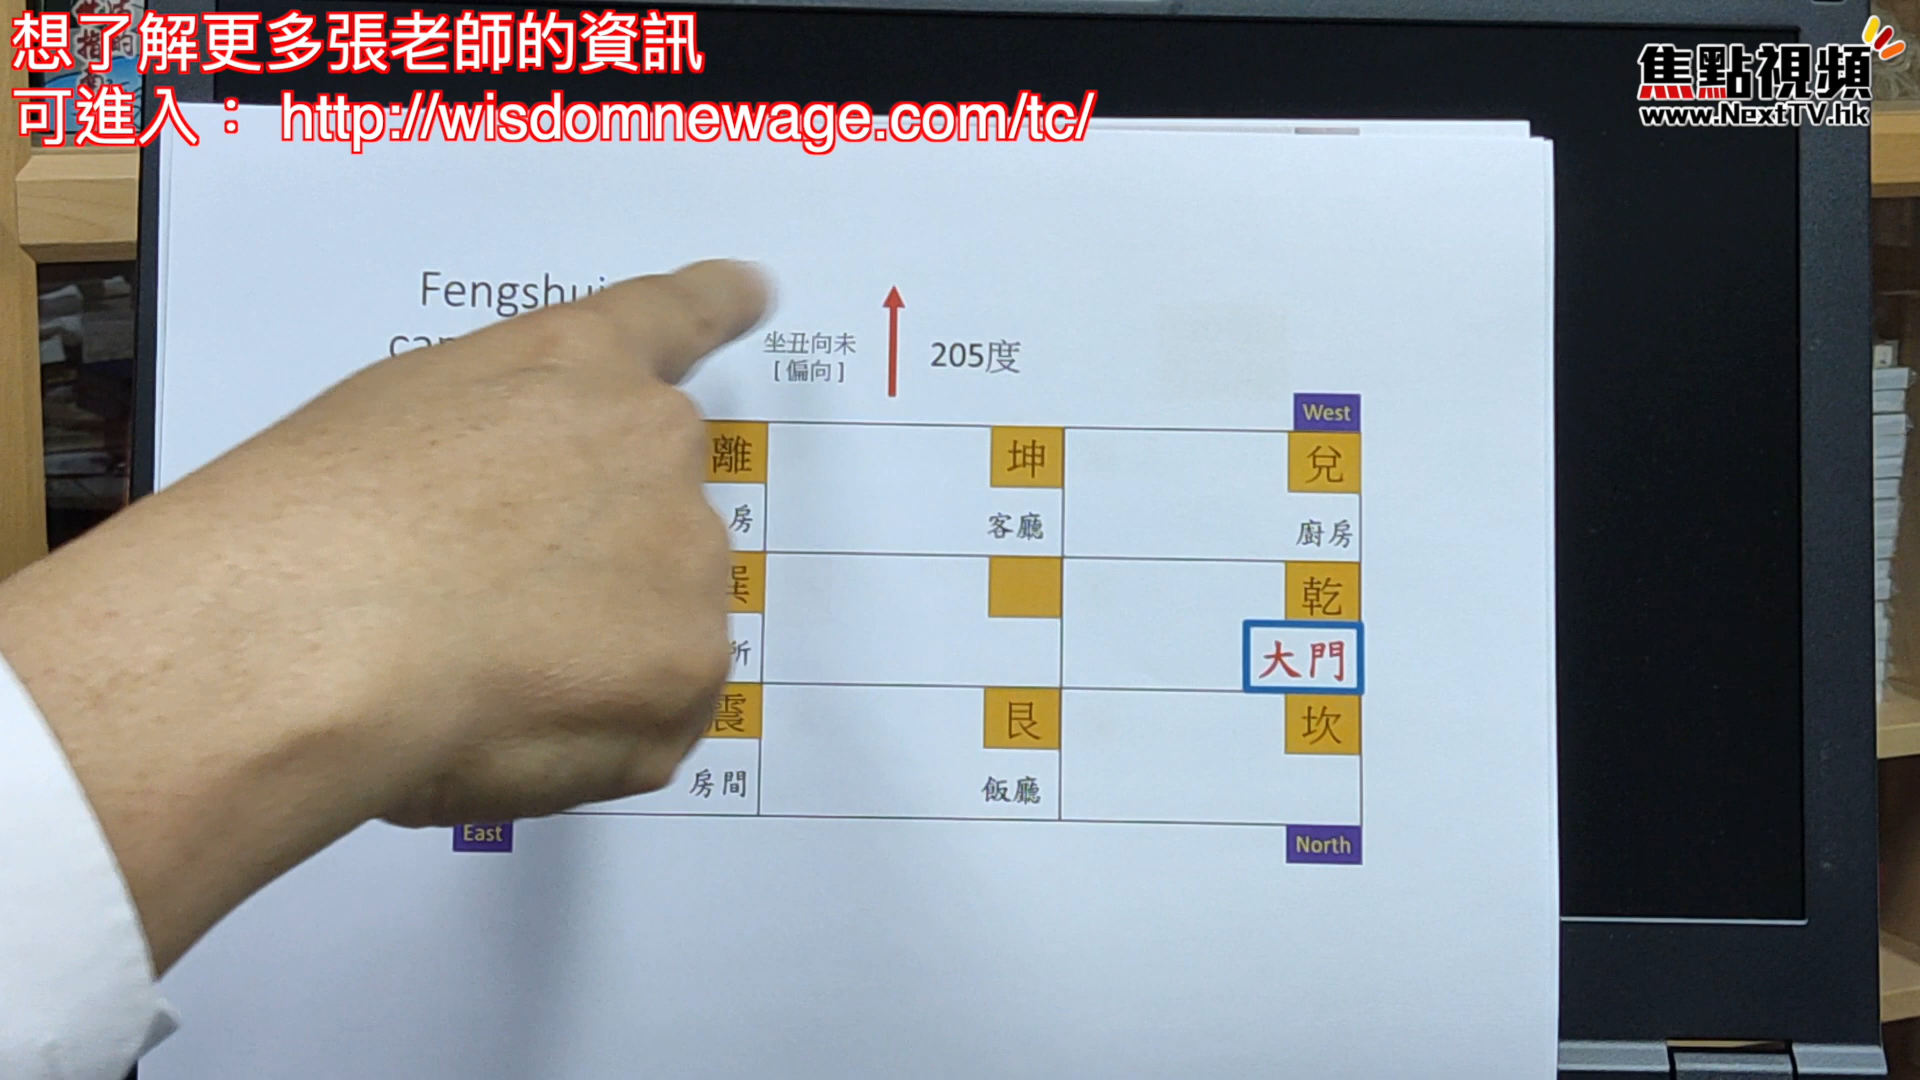 想了解更多張老師的資訊
可進入： http://wisdomnewage.com/tc/
焦點視頻
www.NextTV.hk
坐丑向未
[偏向]
205度
West
離
坤
兌
房
客廳
廚房
乾
大門
震
艮
坎
房間
飯廳
East
North